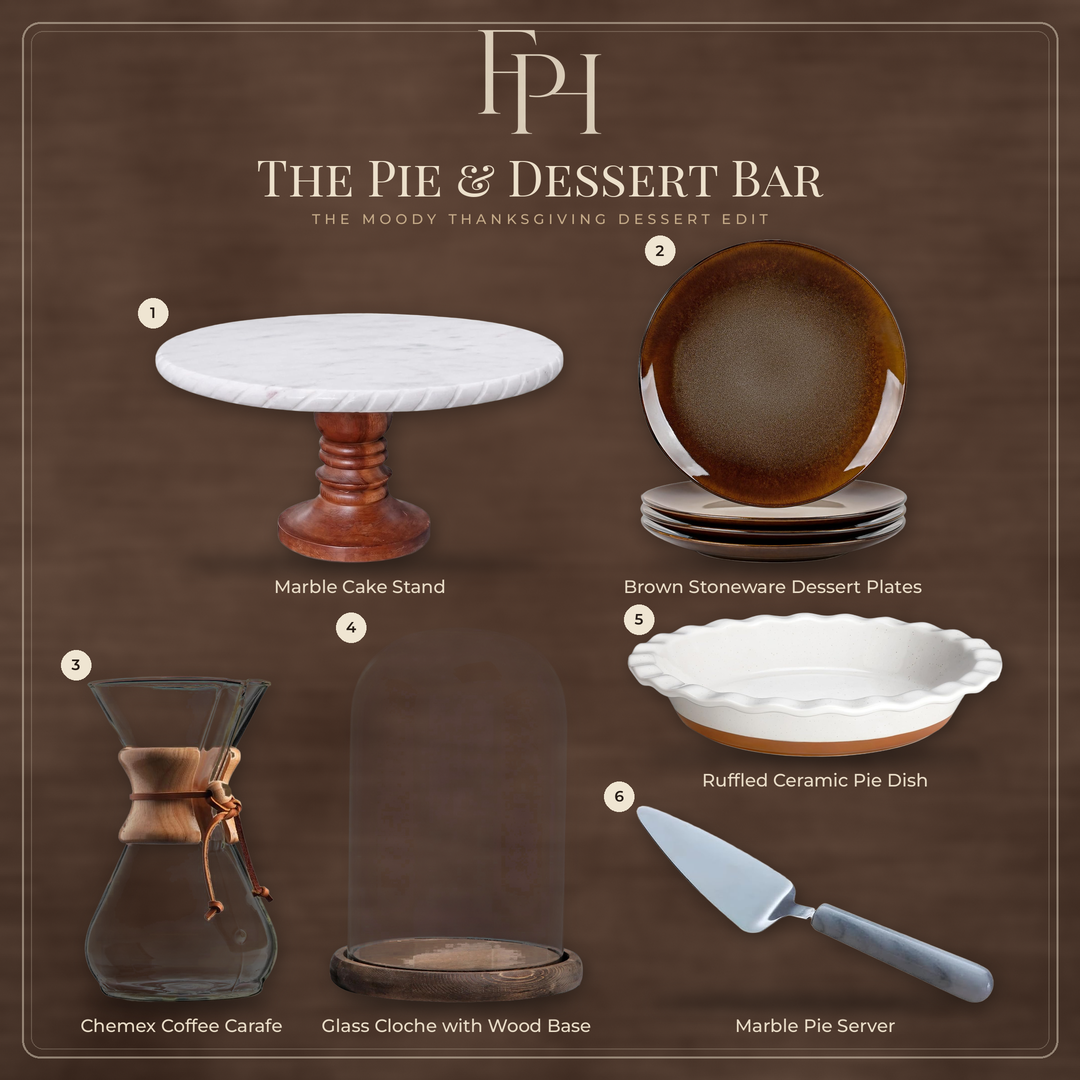 FPH
The Pie & Dessert Bar
THE MOODY THANKSGIVING DESSERT EDIT
1
Marble Cake Stand
2
Brown Stoneware Dessert Plates
3
Chemex Coffee Carafe
4
Glass Cloche with Wood Base
5
Ruffled Ceramic Pie Dish
6
Marble Pie Server